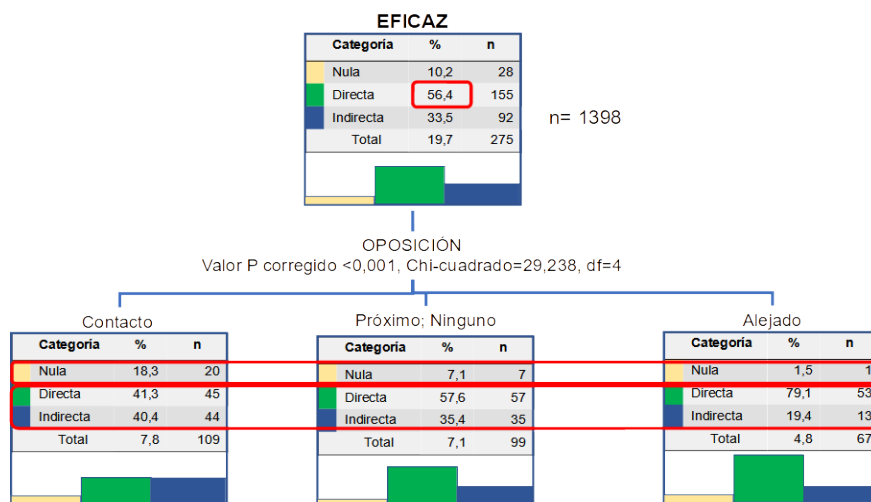 EFICAZ
Categoría % n
Nula 10,2 28
Directa 56,4 155
Indirecta 33,5 92
Total 19,7 275
n= 1398
OPOSICIÓN
Valor P corregido <0,001, Chi-cuadrado=29,238, df=4
Contacto
Categoría % n
Nula 18,3 20
Directa 41,3 45
Indirecta 40,4 44
Total 7,8 109
Próximo; Ninguno
Categoría % n
Nula 7,1 7
Directa 57,6 57
Indirecta 35,4 35
Total 7,1 99
Alejado
Categoría % n
Nula 1,5 1
Directa 79,1 53
Indirecta 19,4 13
Total 4,8 67